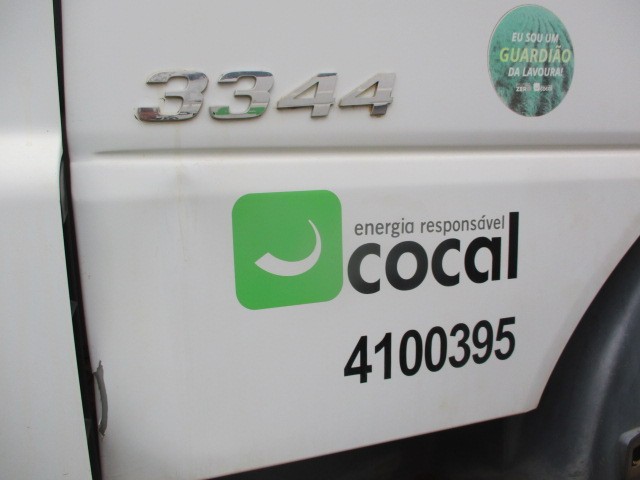 3344
EU SOU UM
GUARDIÃO
DA LAVOURA!
energia responsável
cocal
4100395